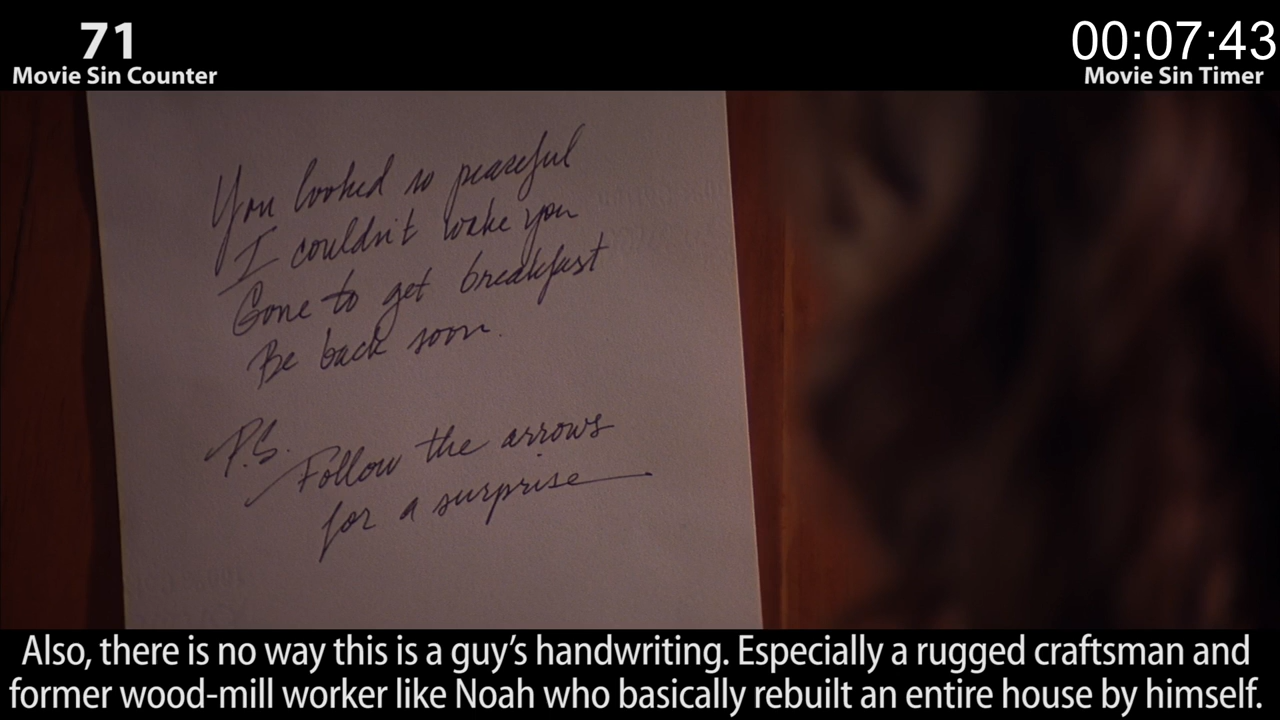 71
Movie Sin Counter
00:07:43
Movie Sin Timer
You looked so peaceful
I couldn't wake you
Gone to get breakfast
Be back soon.
P.S. Follow the arrows
for a surprise
Also, there is no way this is a guy's handwriting. Especially a rugged craftsman and
former wood-mill worker like Noah who basically rebuilt an entire house by himself.